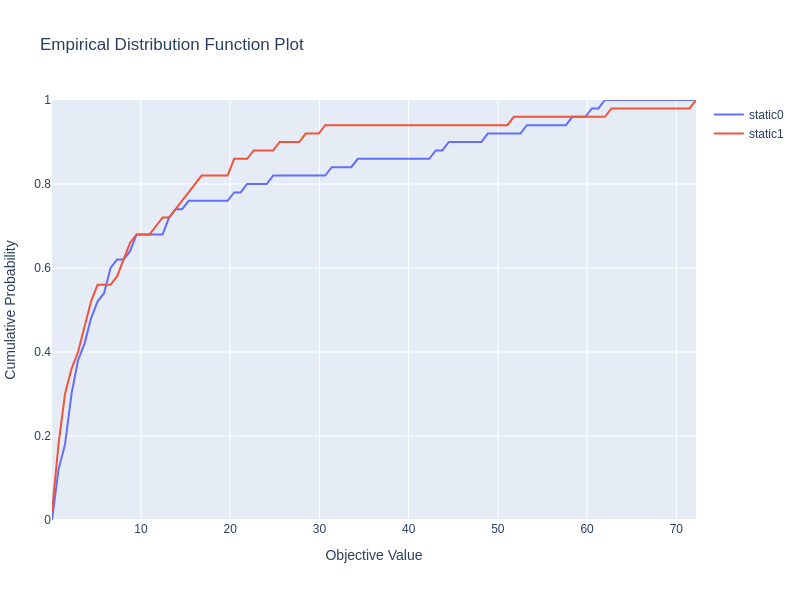 Empirical Distribution Function Plot
static0
static1
Cumulative Probability
1
0.8
0.6
0.4
0.2
0
10 20 30 40 50 60 70
Objective Value